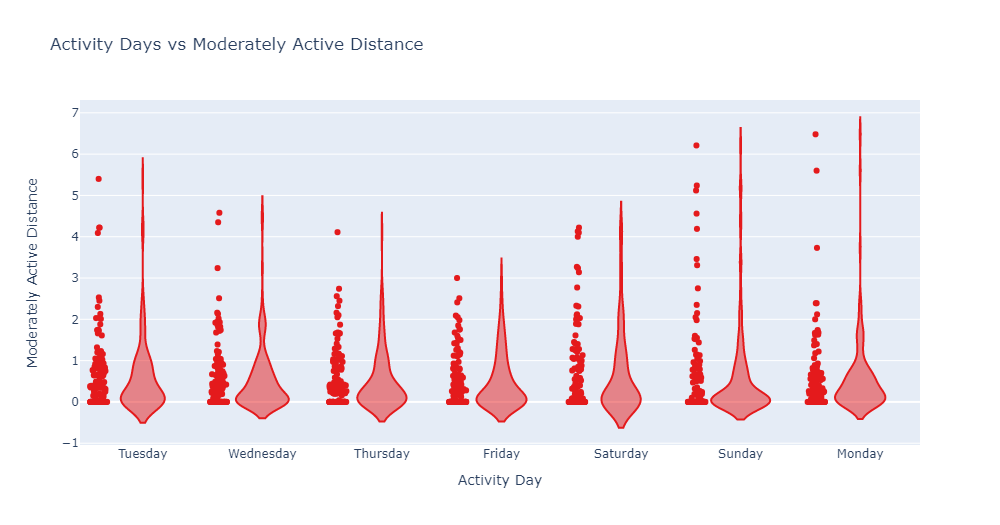 Activity Days vs Moderately Active Distance
7
6
5
4
3
2
1
0
−1
Moderately Active Distance
Tuesday Wednesday Thursday Friday Saturday Sunday Monday
Activity Day